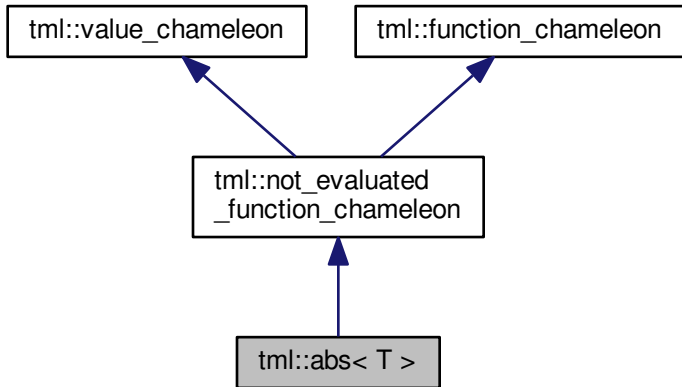 tml::value_chameleon
tml::function_chameleon
tml::not_evaluated
_function_chameleon
tml::abs< T >